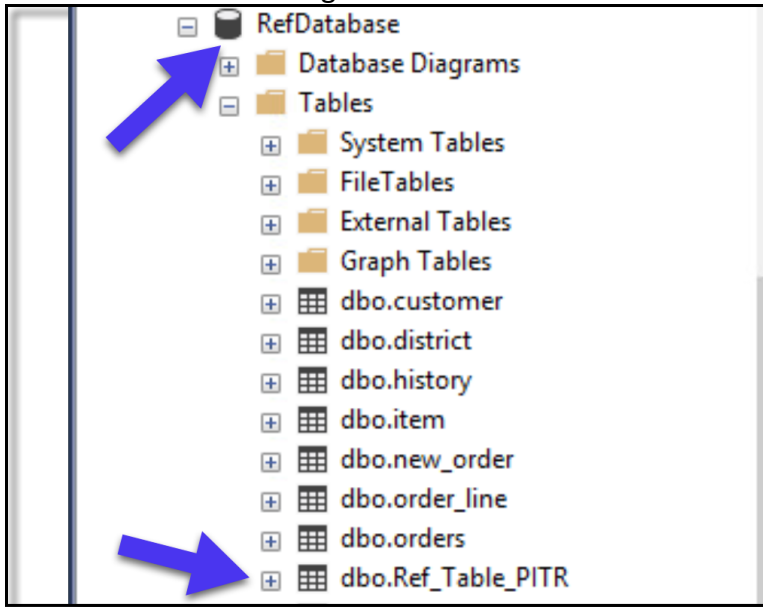 RefDatabase
Database Diagrams
Tables
System Tables
FileTables
External Tables
Graph Tables
dbo.customer
dbo.district
dbo.history
dbo.item
dbo.new_order
dbo.order_line
dbo.orders
dbo.Ref_Table_PITR